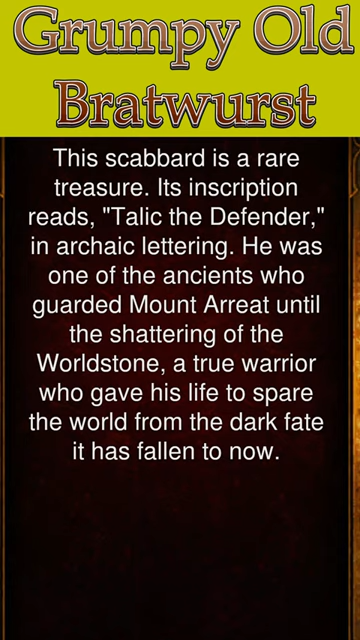 Grumpy Old
Bratwurst
This scabbard is a rare
treasure. Its inscription
reads, "Talic the Defender,"
in archaic lettering. He was
one of the ancients who
guarded Mount Arreat until
the shattering of the
Worldstone, a true warrior
who gave his life to spare
the world from the dark fate
it has fallen to now.